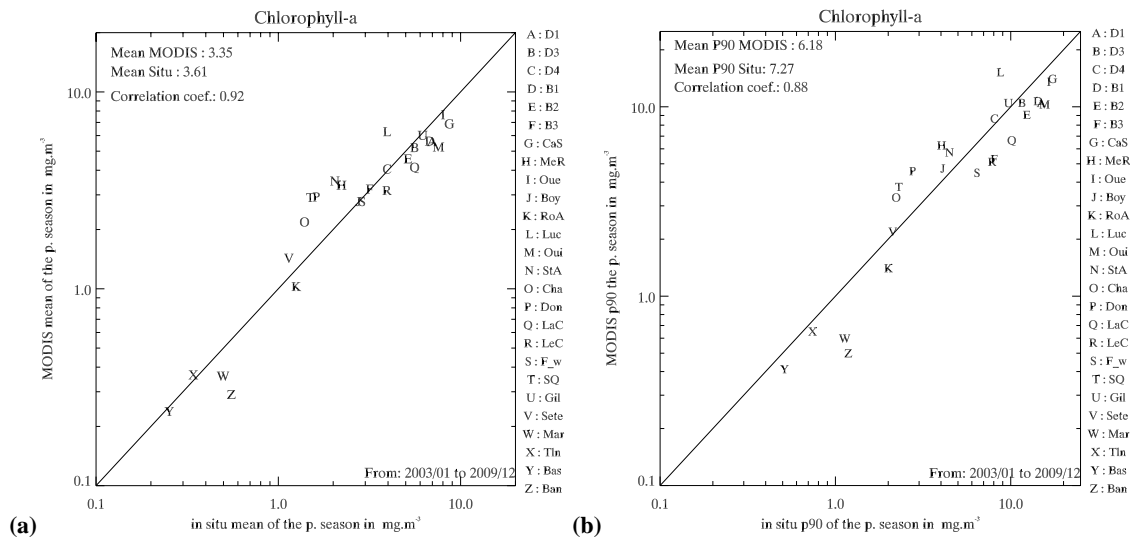 Chlorophyll-a
Mean MODIS : 3.35
Mean Situ : 3.61
Correlation coef.: 0.92
MODIS mean of the p. season in mg.m⁻³
10.0
1.0
0.1
L
I
G
U
D
M
B
E
Q
C
N
H
F
R
S
T
P
O
V
K
X
W
Z
Y
From: 2003/01 to 2009/12
0.1
1.0
10.0
in situ mean of the p. season in mg.m⁻³
(a)
A : D1
B : D3
C : D4
D : B1
E : B2
F : B3
G : CaS
H : MeR
I : Oue
J : Boy
K : RoA
L : Luc
M : Oui
N : StA
O : Cha
P : Don
Q : LaC
R : LeC
S : F_w
T : SQ
U : Gil
V : Sete
W : Mar
X : Tln
Y : Bas
Z : Ban
Chlorophyll-a
Mean P90 MODIS : 6.18
Mean P90 Situ: 7.27
Correlation coef.: 0.88
MODIS p90 the p. season in mg.m⁻³
10.0
1.0
0.1
L
I
G
U
B
D
M
C
E
Q
H
N
F
R
J
P
S
T
O
V
K
X
W
Z
Y
From: 2003/01 to 2009/12
0.1
1.0
10.0
in situ p90 of the p. season in mg.m⁻³
(b)
A : D1
B : D3
C : D4
D : B1
E : B2
F : B3
G : CaS
H : MeR
I : Oue
J : Boy
K : RoA
L : Luc
M : Oui
N : StA
O : Cha
P : Don
Q : LaC
R : LeC
S : F_w
T : SQ
U : Gil
V : Sete
W : Mar
X : Tln
Y : Bas
Z : Ban